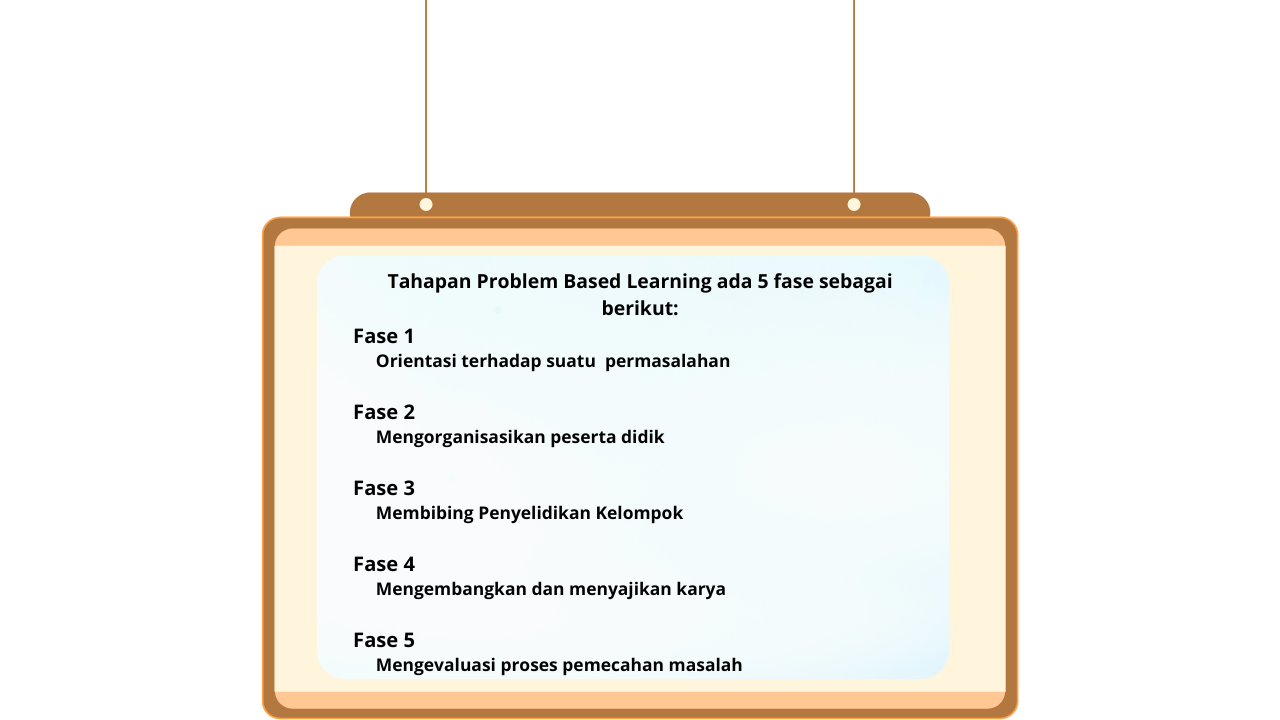 Tahapan Problem Based Learning ada 5 fase sebagai
berikut:
Fase 1
Orientasi terhadap suatu  permasalahan
Fase 2
Mengorganisasikan peserta didik
Fase 3
Membibing Penyelidikan Kelompok
Fase 4
Mengembangkan dan menyajikan karya
Fase 5
Mengevaluasi proses pemecahan masalah